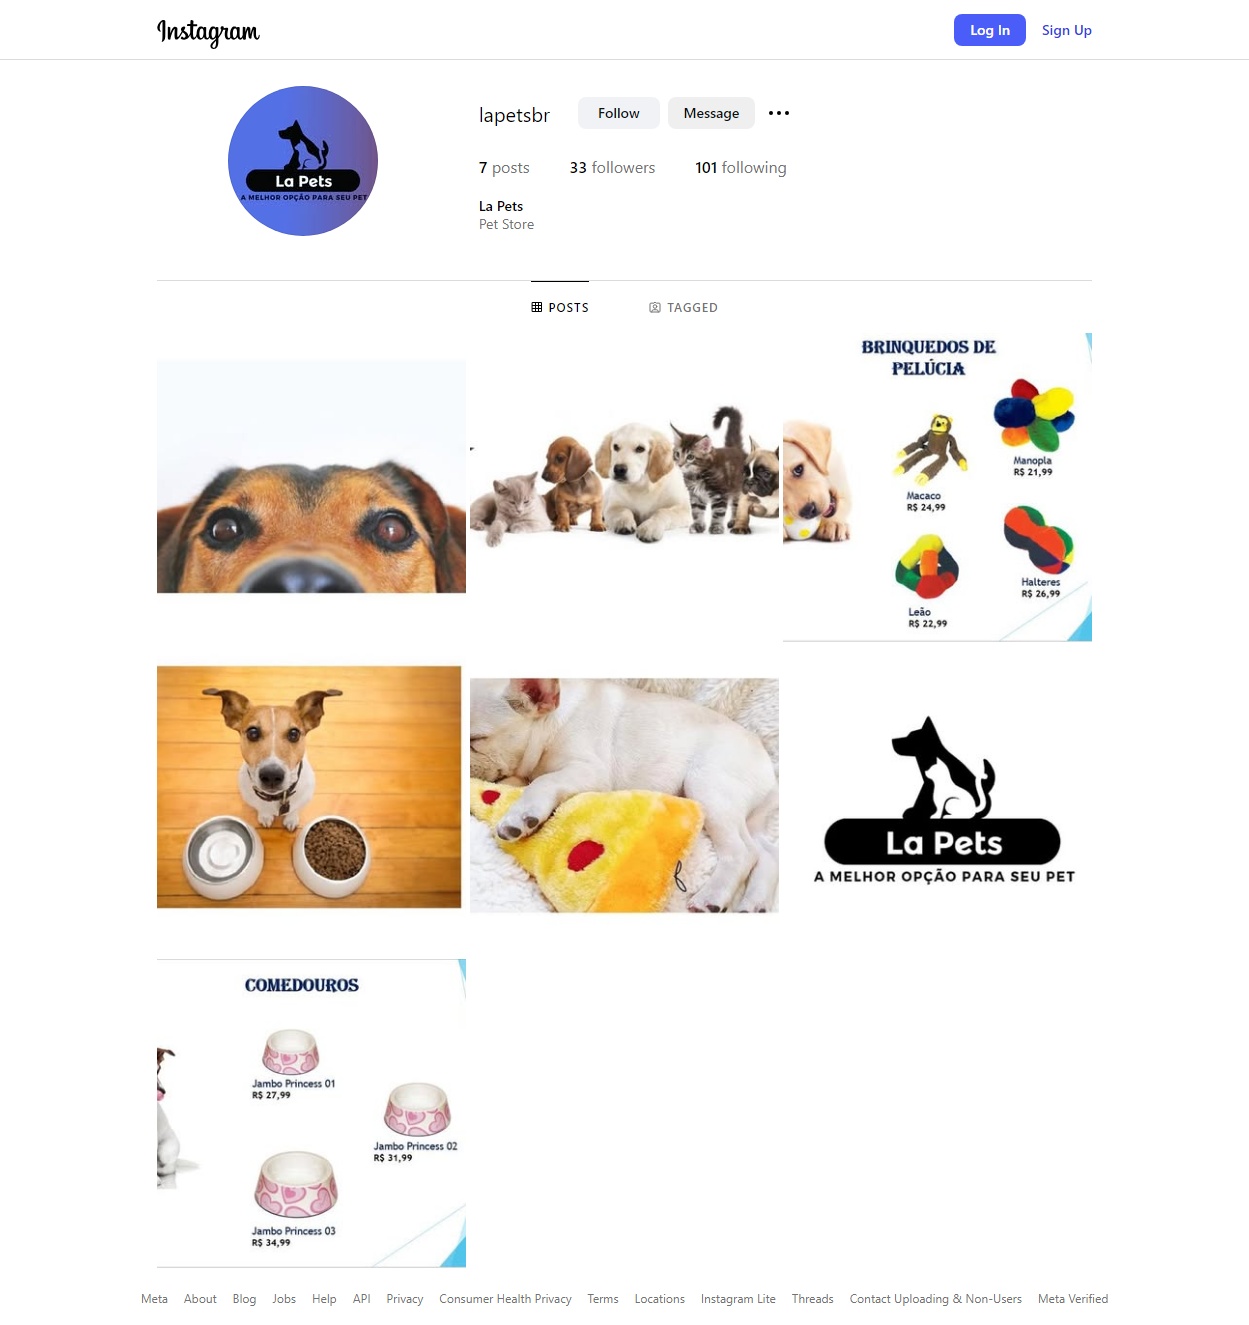 Instagram
Log In
Sign Up
lapetsbr
Follow
Message
7 posts
33 followers
101 following
La Pets
Pet Store
La Pets
A MELHOR OPÇÃO PARA SEU PET
POSTS
TAGGED
BRINQUEDOS DE
PELÚCIA
Manopla
R$ 21,99
Macaco
R$ 24,99
Halteres
R$ 26,99
Leão
R$ 22,99
La Pets
A MELHOR OPÇÃO PARA SEU PET
COMEDOUROS
Jambo Princess 01
R$ 27,99
Jambo Princess 02
R$ 31,99
Jambo Princess 03
R$ 34,99
Meta About Blog Jobs Help API Privacy Consumer Health Privacy Terms Locations Instagram Lite Threads Contact Uploading & Non-Users Meta Verified